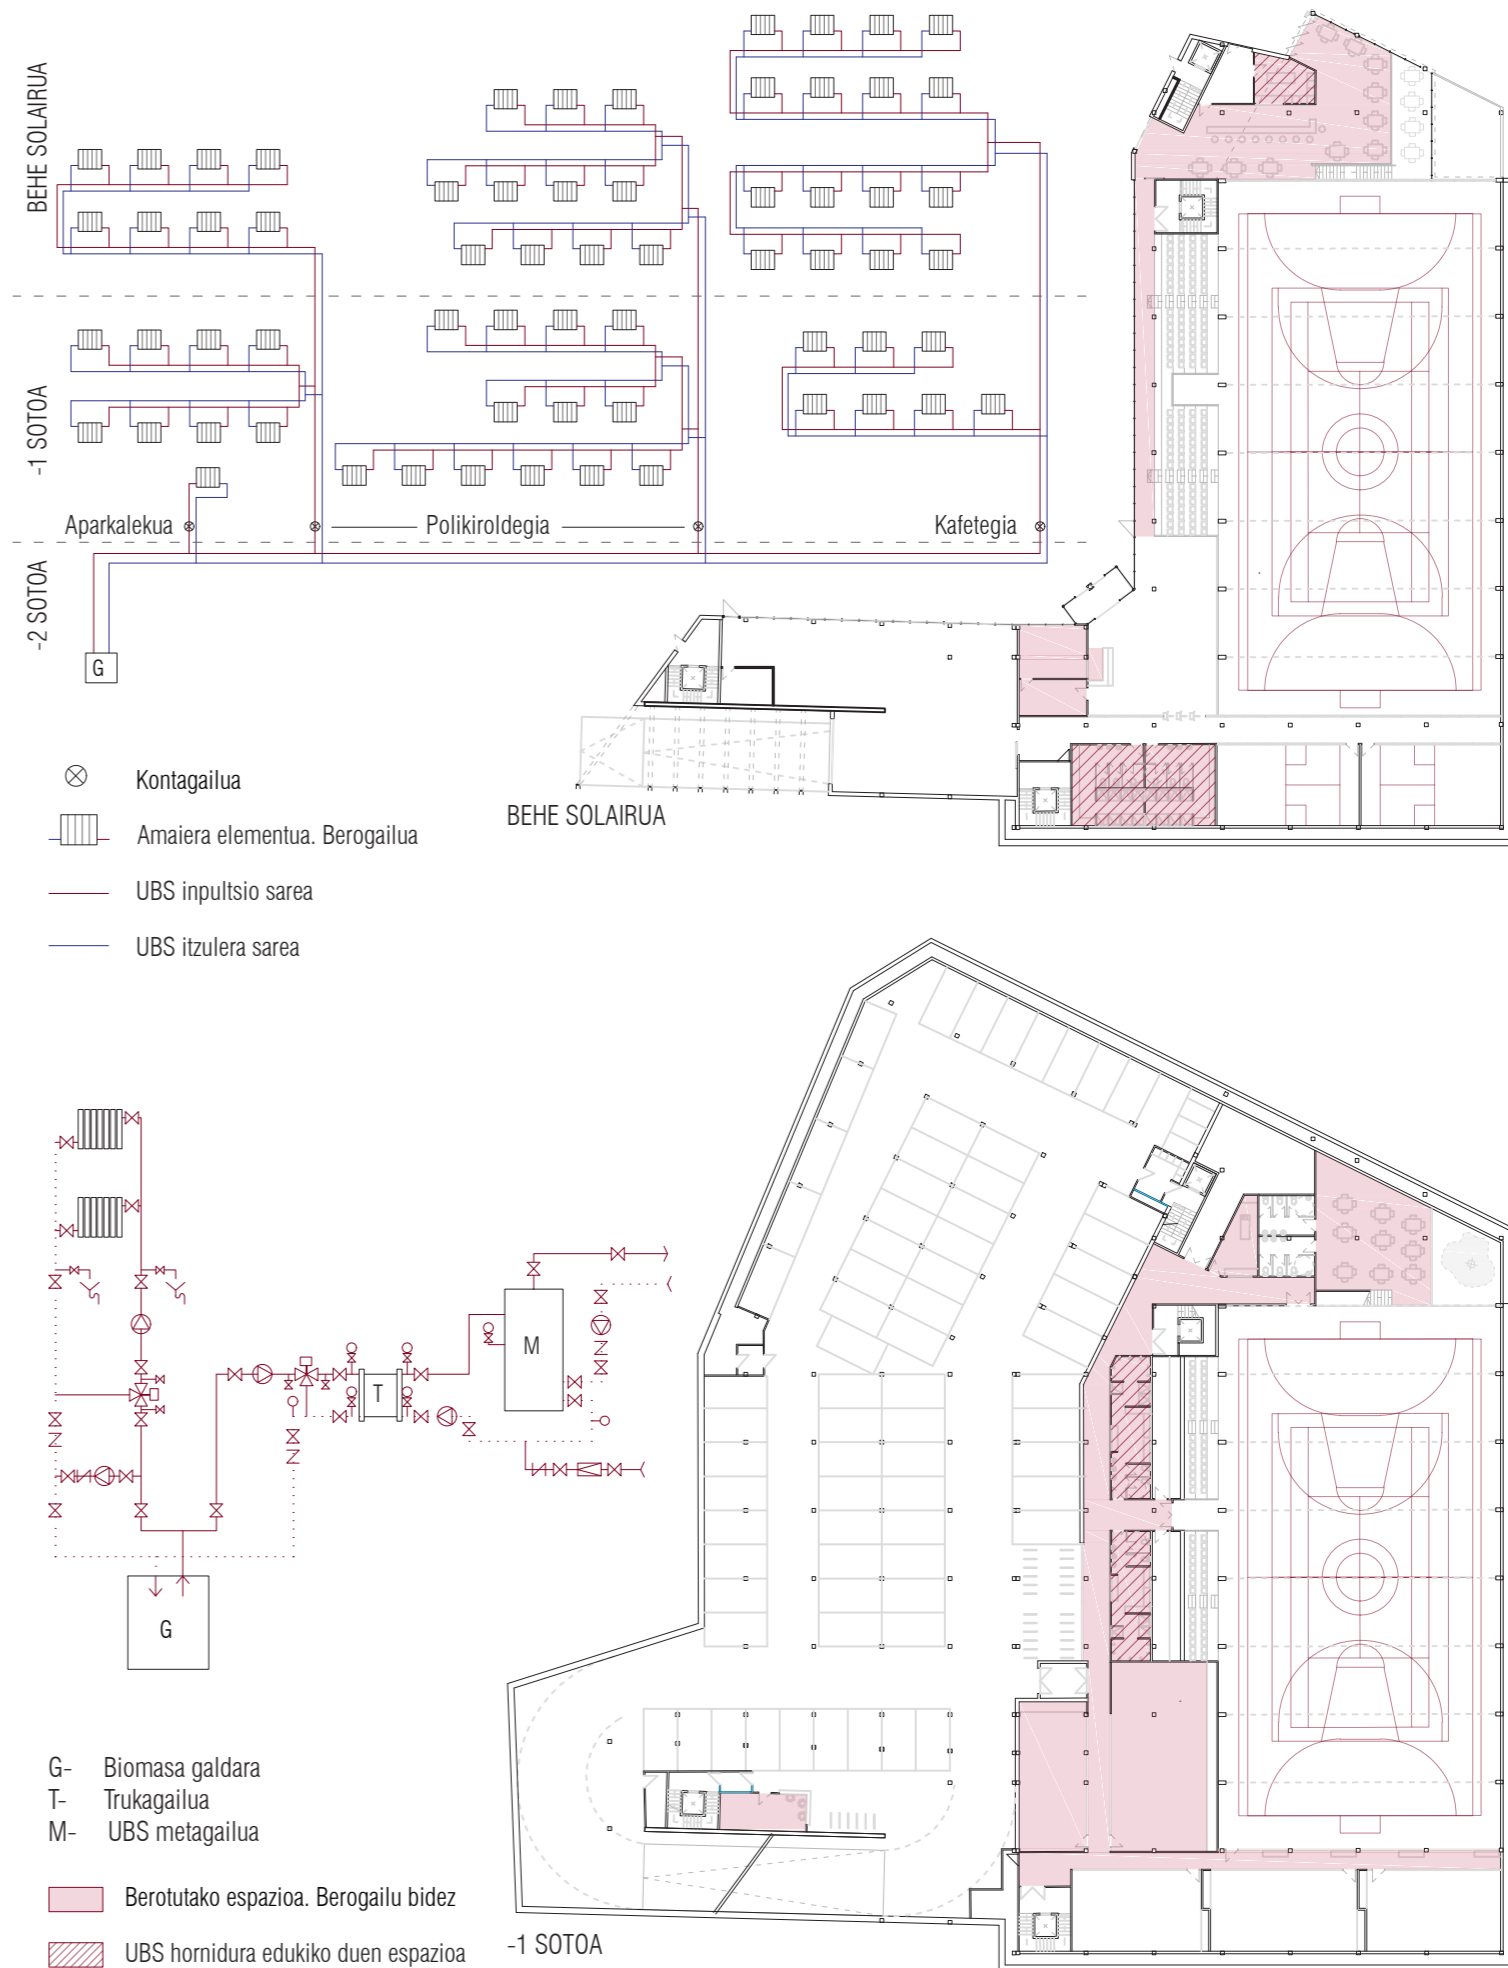 BEHE SOLAIRUA
-1 SOTOA
-2 SOTOA
Aparkalekua
Polikiroldegia
Kafetegia
G
Kontagailua
Amaiera elementua. Berogailua
UBS inpultsio sarea
UBS itzulera sarea
BEHE SOLAIRUA
M
T
G
G- Biomasa galdara
T- Trukagailua
M- UBS metagailua
Berotutako espazioa. Berogailu bidez
UBS hornidura edukiko duen espazioa
-1 SOTOA